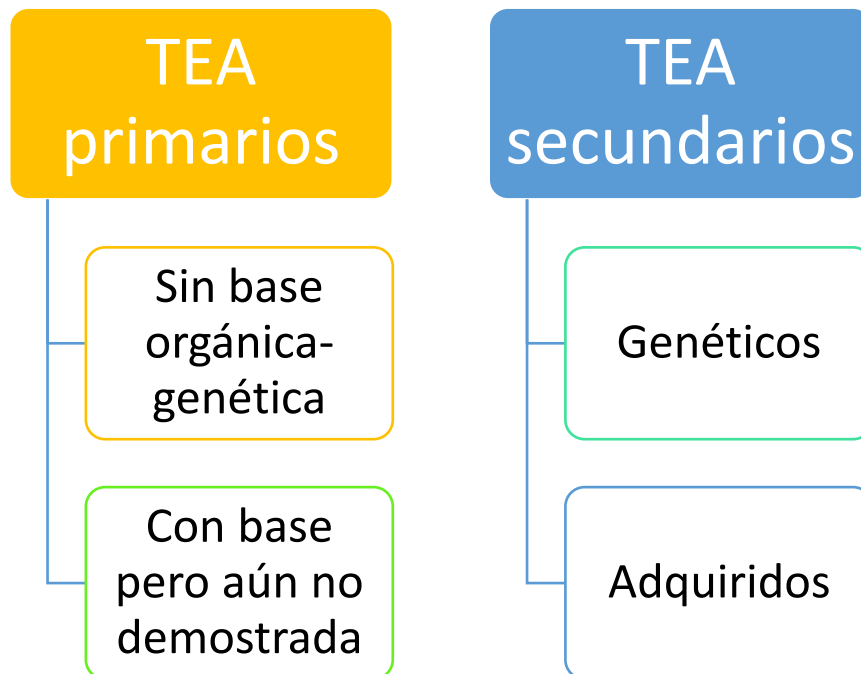 TEA
primarios
Sin base
orgánica-
genética
Con base
pero aún no
demostrada
TEA
secundarios
Genéticos
Adquiridos